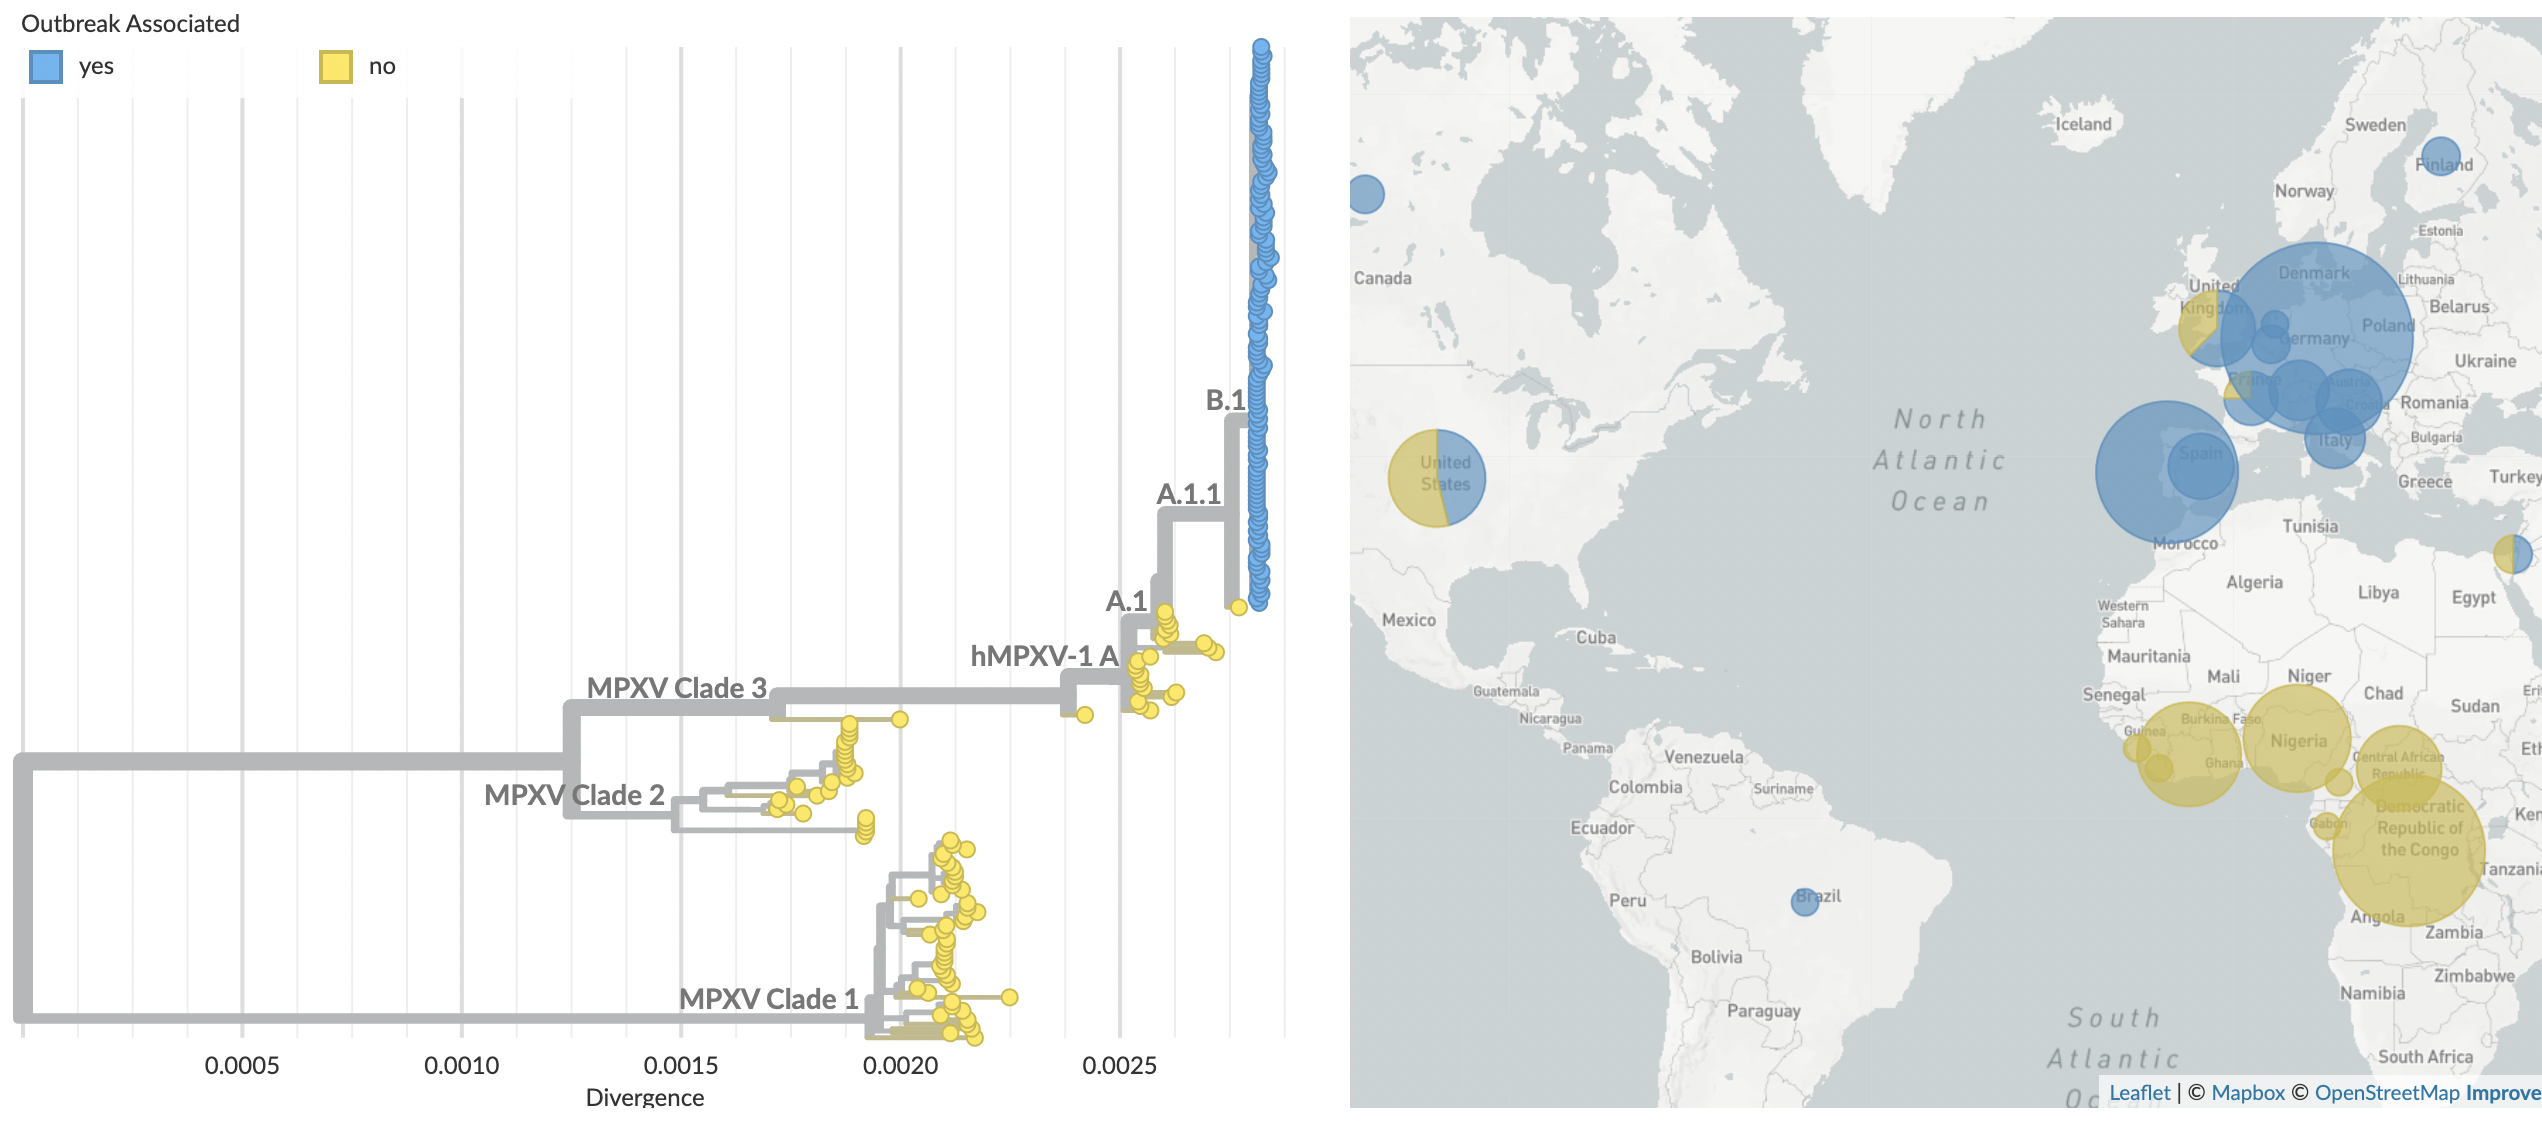 Outbreak Associated
yes
no
B.1
A.1.1
A.1
hMPXV-1 A
MPXV Clade 3
MPXV Clade 2
MPXV Clade 1
0.0005
0.0010
0.0015
0.0020
0.0025
Divergence
Iceland
Sweden
Finland
Norway
Estonia
Canada
Denmark
Lithuania
United
Kingdom
Belarus
Poland
Germany
Ukraine
France
Austria
Croatia
Romania
North
Atlantic
Ocean
Bulgaria
Italy
Spain
United
States
Greece
Turkey
Tunisia
Morocco
Algeria
Libya
Egypt
Western
Sahara
Mexico
Cuba
Mauritania
Mali
Niger
Chad
Sudan
Eri
Senegal
Guatemala
Nicaragua
Burkina Faso
Guinea
Nigeria
Ghana
Central African
Republic
Eth
Panama
Venezuela
Colombia
Suriname
Ecuador
Gabon
Democratic
Republic of
the Congo
Ken
Tanzania
Peru
Brazil
Angola
Zambia
Bolivia
Zimbabwe
Namibia
Paraguay
South
Atlantic
Ocean
South Africa
Leaflet | © Mapbox © OpenStreetMap Improve